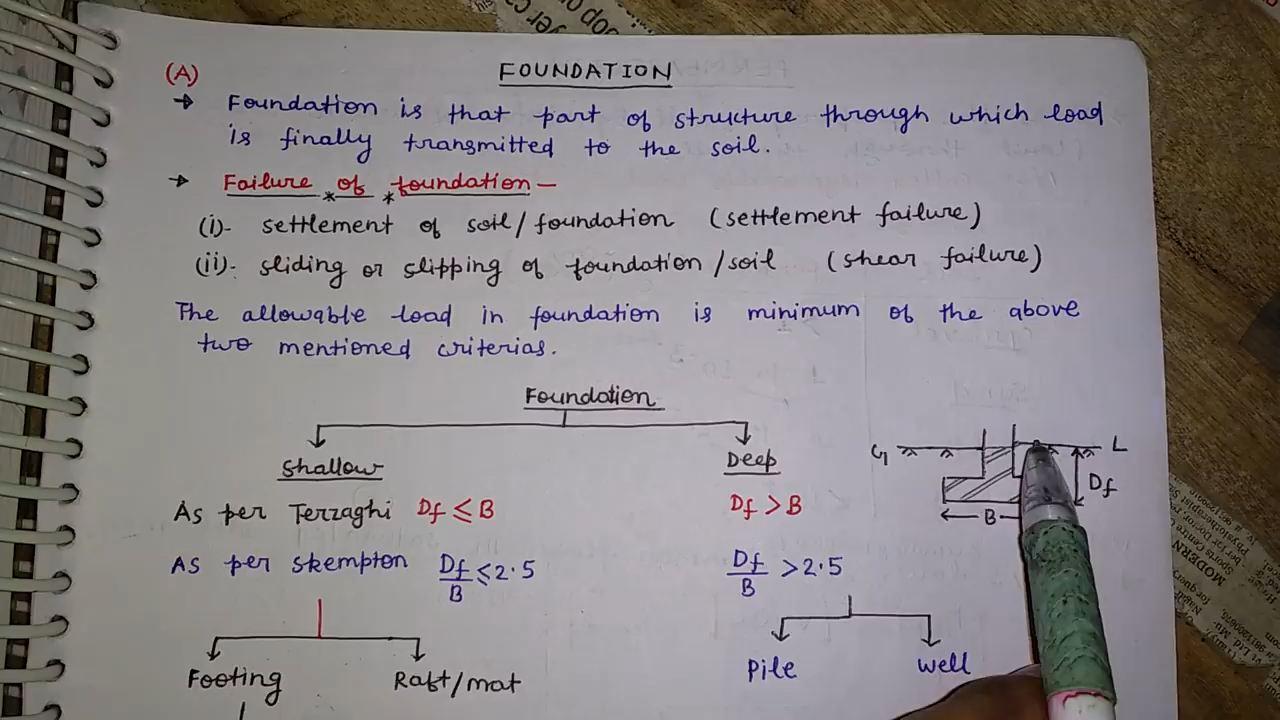 FOUNDATION
(A)
→ Foundation is that part of structure through which load
is finally transmitted to the soil.
→ Failure of foundation -
(i)- settlement of soil/foundation (settlement failure)
(ii)- sliding or slipping of foundation/soil (shear failure)
The allowable load in foundation is minimum of the above
two mentioned criterias.
Foundation
Shallow Deep
G L
Df
B
As per Terzaghi Df ≤ B Df > B
As per skempton Df/B ≤ 2.5 Df/B > 2.5
Footing Raft/mat Pile Well
MODERN